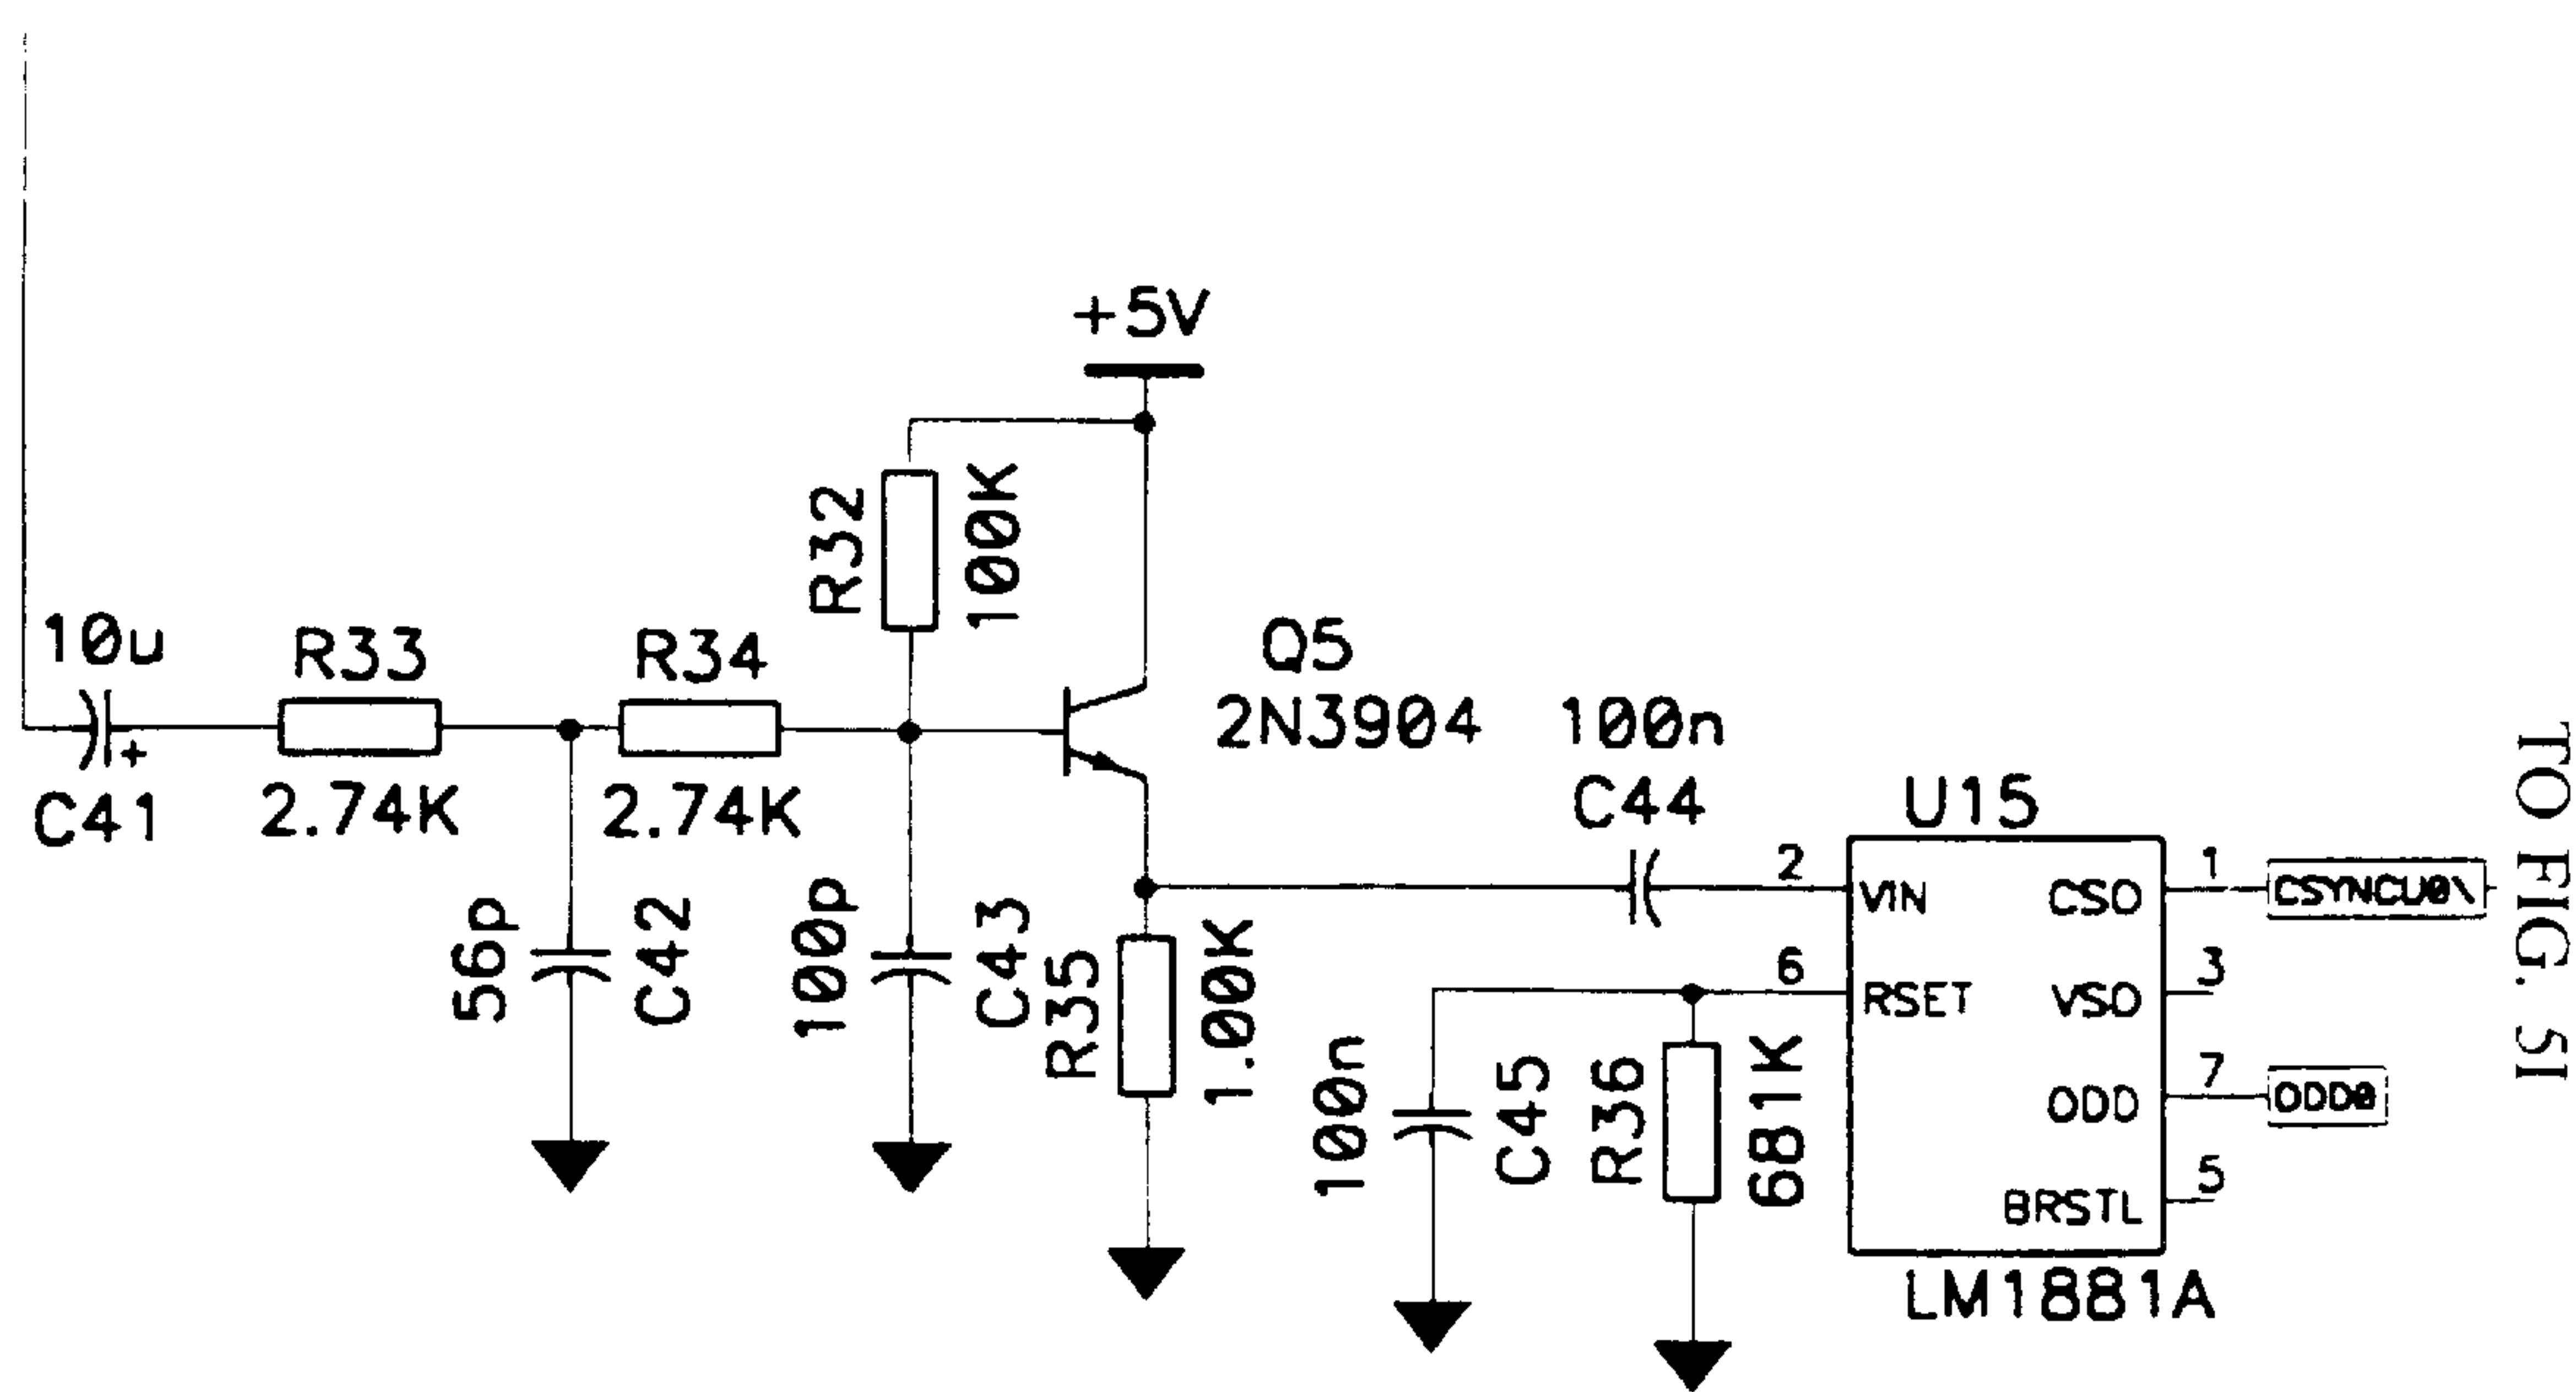 +5V
R32
100K
10u
C41
+
R33
2.74K
R34
2.74K
Q5
2N3904
56p
C42
100p
C43
R35
1.00K
100n
C44
100n
C45
R36
681K
U15
2
VIN
6
RSET
CSO
1
CSYNCU0\
VSO
3
ODD
7
ODD0
BRSTL
5
LM1881A
TO FIG. 5I